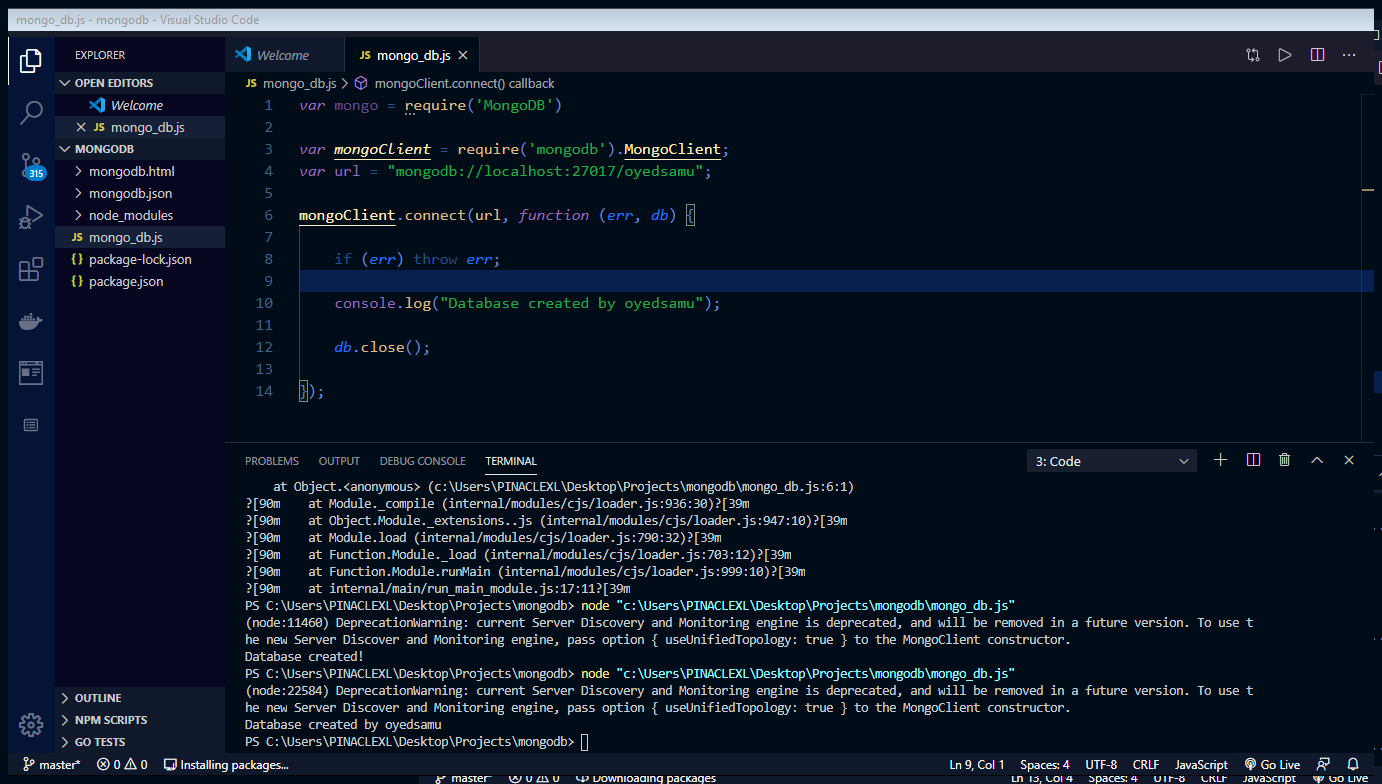 mongo_db.js - mongodb - Visual Studio Code
EXPLORER
OPEN EDITORS
Welcome
JS mongo_db.js
MONGODB
mongodb.html
mongodb.json
node_modules
JS mongo_db.js
{} package-lock.json
{} package.json
315
OUTLINE
NPM SCRIPTS
GO TESTS
Welcome
JS mongo_db.js
JS mongo_db.js > mongoClient.connect() callback
1 var mongo = require('MongoDB')
2
3 var mongoClient = require('mongodb').MongoClient;
4 var url = "mongodb://localhost:27017/oyedsamu";
5
6 mongoClient.connect(url, function (err, db) {
7
8 if (err) throw err;
9
10 console.log("Database created by oyedsamu");
11
12 db.close();
13
14 });
PROBLEMS OUTPUT DEBUG CONSOLE TERMINAL
3: Code
at Object.<anonymous> (c:\Users\PINACLEXL\Desktop\Projects\mongodb\mongo_db.js:6:1)
?[90m    at Module._compile (internal/modules/cjs/loader.js:936:30)?[39m
?[90m    at Object.Module._extensions..js (internal/modules/cjs/loader.js:947:10)?[39m
?[90m    at Module.load (internal/modules/cjs/loader.js:790:32)?[39m
?[90m    at Function.Module._load (internal/modules/cjs/loader.js:703:12)?[39m
?[90m    at Function.Module.runMain (internal/modules/cjs/loader.js:999:10)?[39m
?[90m    at internal/main/run_main_module.js:17:11?[39m
PS C:\Users\PINACLEXL\Desktop\Projects\mongodb> node "c:\Users\PINACLEXL\Desktop\Projects\mongodb\mongo_db.js"
(node:11460) DeprecationWarning: current Server Discovery and Monitoring engine is deprecated, and will be removed in a future version. To use t
he new Server Discover and Monitoring engine, pass option { useUnifiedTopology: true } to the MongoClient constructor.
Database created!
PS C:\Users\PINACLEXL\Desktop\Projects\mongodb> node "c:\Users\PINACLEXL\Desktop\Projects\mongodb\mongo_db.js"
(node:22584) DeprecationWarning: current Server Discovery and Monitoring engine is deprecated, and will be removed in a future version. To use t
he new Server Discover and Monitoring engine, pass option { useUnifiedTopology: true } to the MongoClient constructor.
Database created by oyedsamu
PS C:\Users\PINACLEXL\Desktop\Projects\mongodb>
master* 0 0 Installing packages... Ln 9, Col 1 Spaces: 4 UTF-8 CRLF JavaScript Go Live
master* 0 0 Downloading packages Ln 13, Col 4 Spaces: 4 UTF-8 CRLF JavaScript Go Live